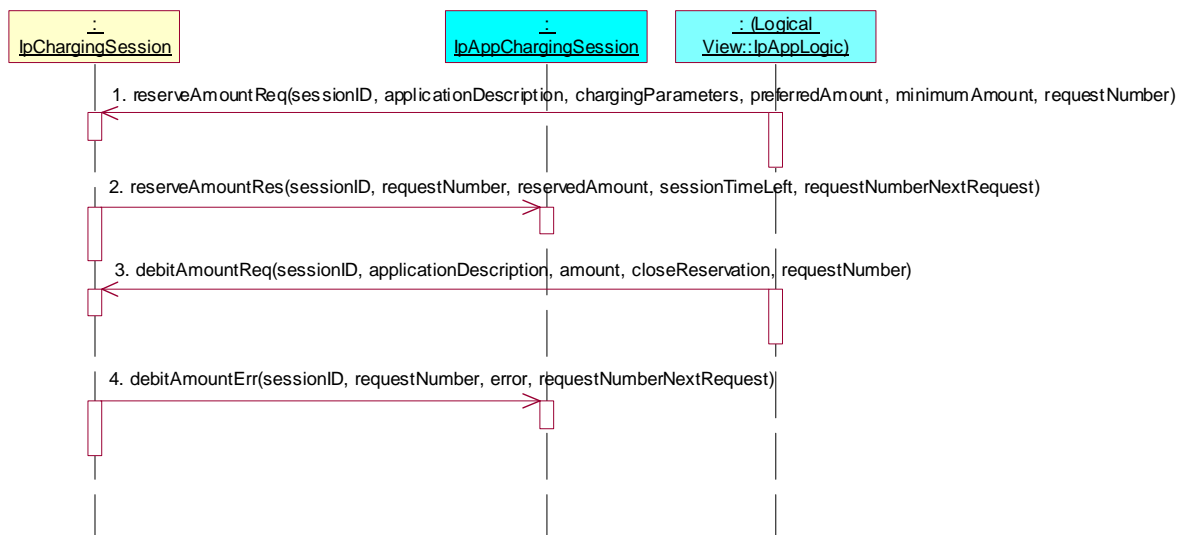 :
IpChargingSession
:
IpAppChargingSession
: (Logical
View::IpAppLogic)
1. reserveAmountReq(sessionID, applicationDescription, chargingParameters, preferredAmount, minimumAmount, requestNumber)
2. reserveAmountRes(sessionID, requestNumber, reservedAmount, sessionTimeLeft, requestNumberNextRequest)
3. debitAmountReq(sessionID, applicationDescription, amount, closeReservation, requestNumber)
4. debitAmountErr(sessionID, requestNumber, error, requestNumberNextRequest)